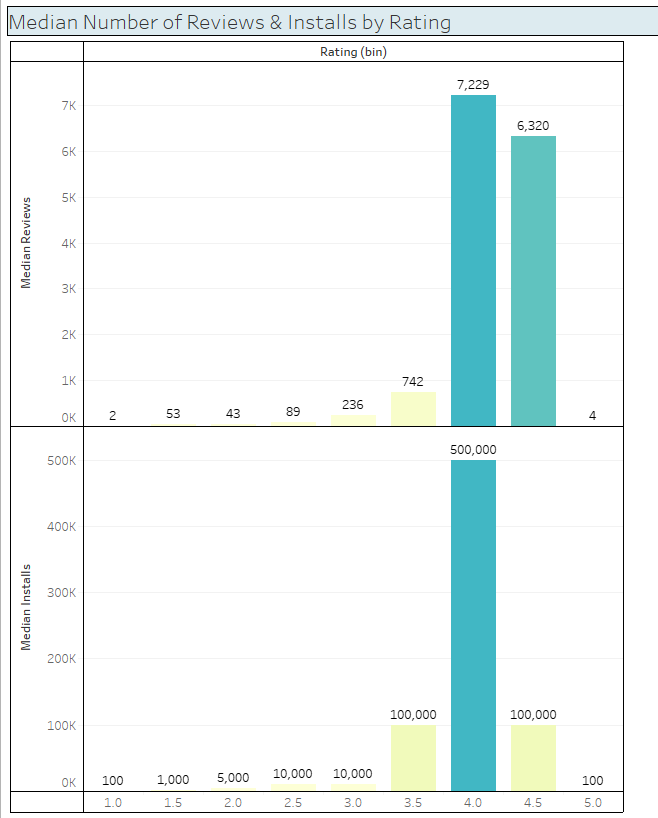 Median Number of Reviews & Installs by Rating
Rating (bin)
Median Reviews
7K
6K
5K
4K
3K
2K
1K
0K
2
53
43
89
236
742
7,229
6,320
4
Median Installs
500K
400K
300K
200K
100K
0K
100
1,000
5,000
10,000
10,000
100,000
500,000
100,000
100
1.0 1.5 2.0 2.5 3.0 3.5 4.0 4.5 5.0